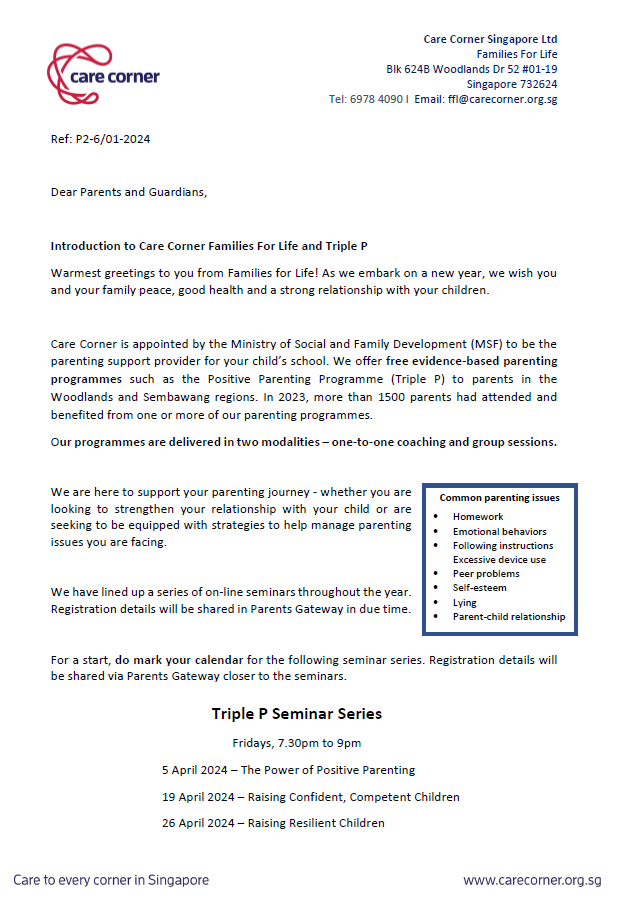 care corner
Care Corner Singapore Ltd
Families For Life
Blk 624B Woodlands Dr 52 #01-19
Singapore 732624
Tel: 6978 4090 I Email: ffl@carecorner.org.sg
Ref: P2-6/01-2024
Dear Parents and Guardians,
Introduction to Care Corner Families For Life and Triple P
Warmest greetings to you from Families for Life! As we embark on a new year, we wish you
and your family peace, good health and a strong relationship with your children.
Care Corner is appointed by the Ministry of Social and Family Development (MSF) to be the
parenting support provider for your child's school. We offer free evidence-based parenting
programmes such as the Positive Parenting Programme (Triple P) to parents in the
Woodlands and Sembawang regions. In 2023, more than 1500 parents had attended and
benefited from one or more of our parenting programmes.
Our programmes are delivered in two modalities – one-to-one coaching and group sessions.
We are here to support your parenting journey - whether you are
looking to strengthen your relationship with your child or are
seeking to be equipped with strategies to help manage parenting
issues you are facing.
We have lined up a series of on-line seminars throughout the year.
Registration details will be shared in Parents Gateway in due time.
Common parenting issues
• Homework
• Emotional behaviors
• Following instructions
Excessive device use
• Peer problems
• Self-esteem
• Lying
• Parent-child relationship
For a start, do mark your calendar for the following seminar series. Registration details will
be shared via Parents Gateway closer to the seminars.
Triple P Seminar Series
Fridays, 7.30pm to 9pm
5 April 2024 – The Power of Positive Parenting
19 April 2024 – Raising Confident, Competent Children
26 April 2024 – Raising Resilient Children
Care to every corner in Singapore
www.carecorner.org.sg